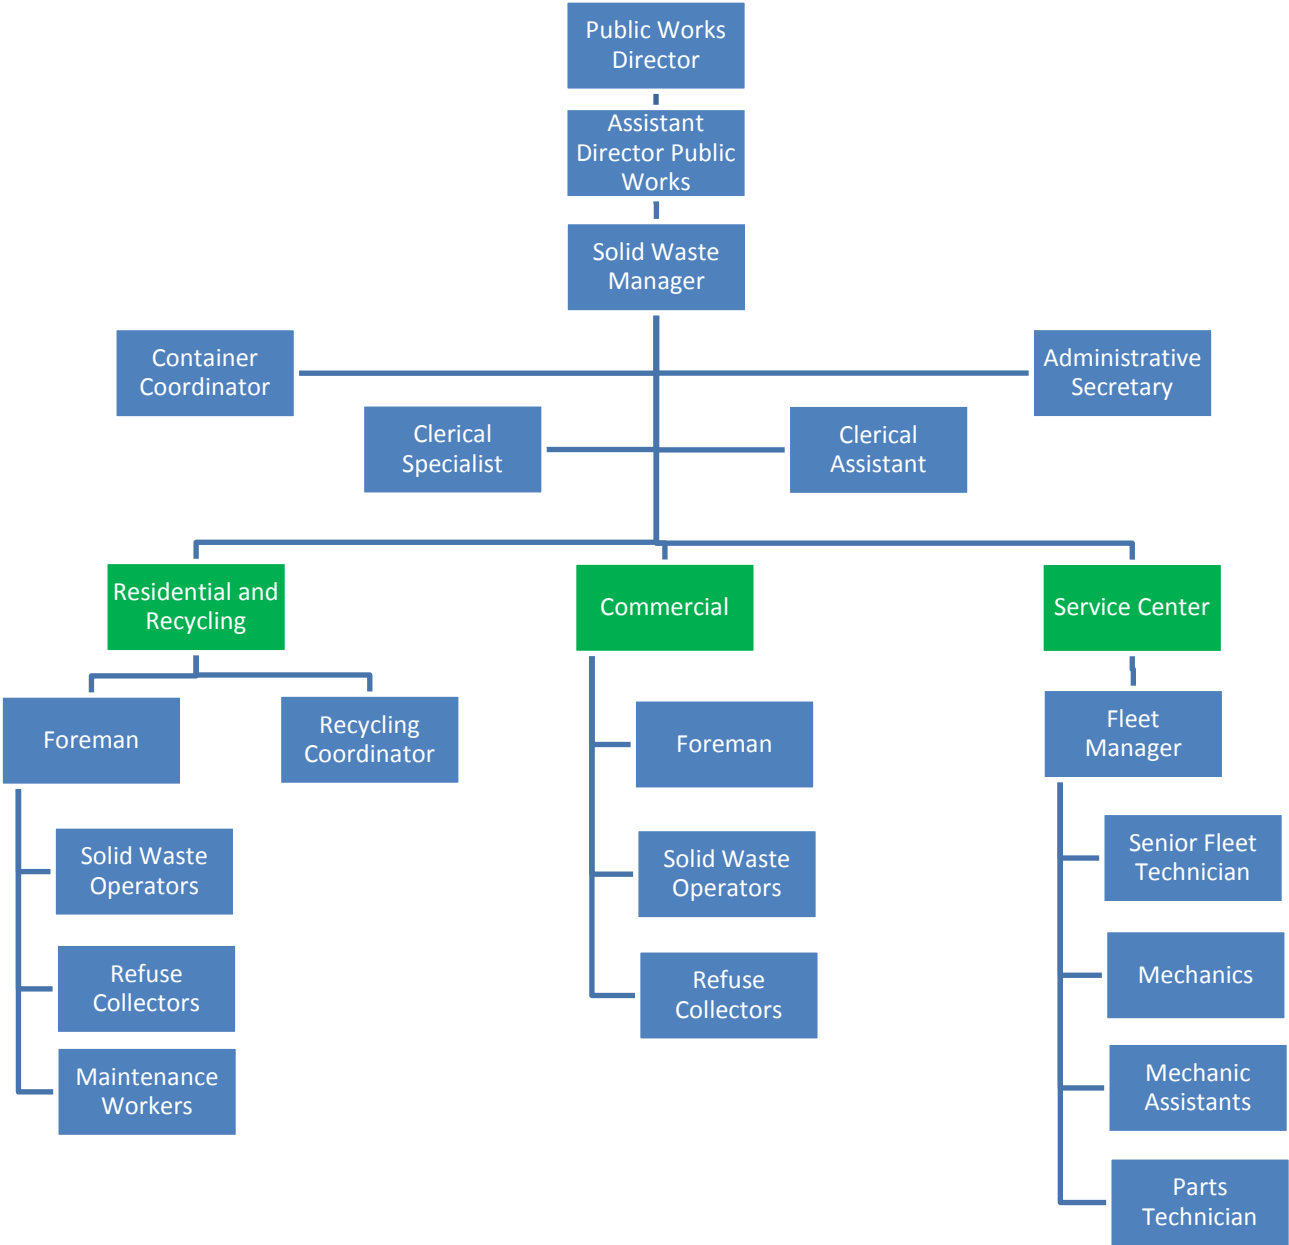 Public Works
Director
Assistant
Director Public
Works
Solid Waste
Manager
Container
Coordinator
Administrative
Secretary
Clerical
Specialist
Clerical
Assistant
Residential and
Recycling
Commercial
Service Center
Foreman
Recycling
Coordinator
Foreman
Fleet
Manager
Solid Waste
Operators
Solid Waste
Operators
Senior Fleet
Technician
Refuse
Collectors
Refuse
Collectors
Mechanics
Maintenance
Workers
Mechanic
Assistants
Parts
Technician